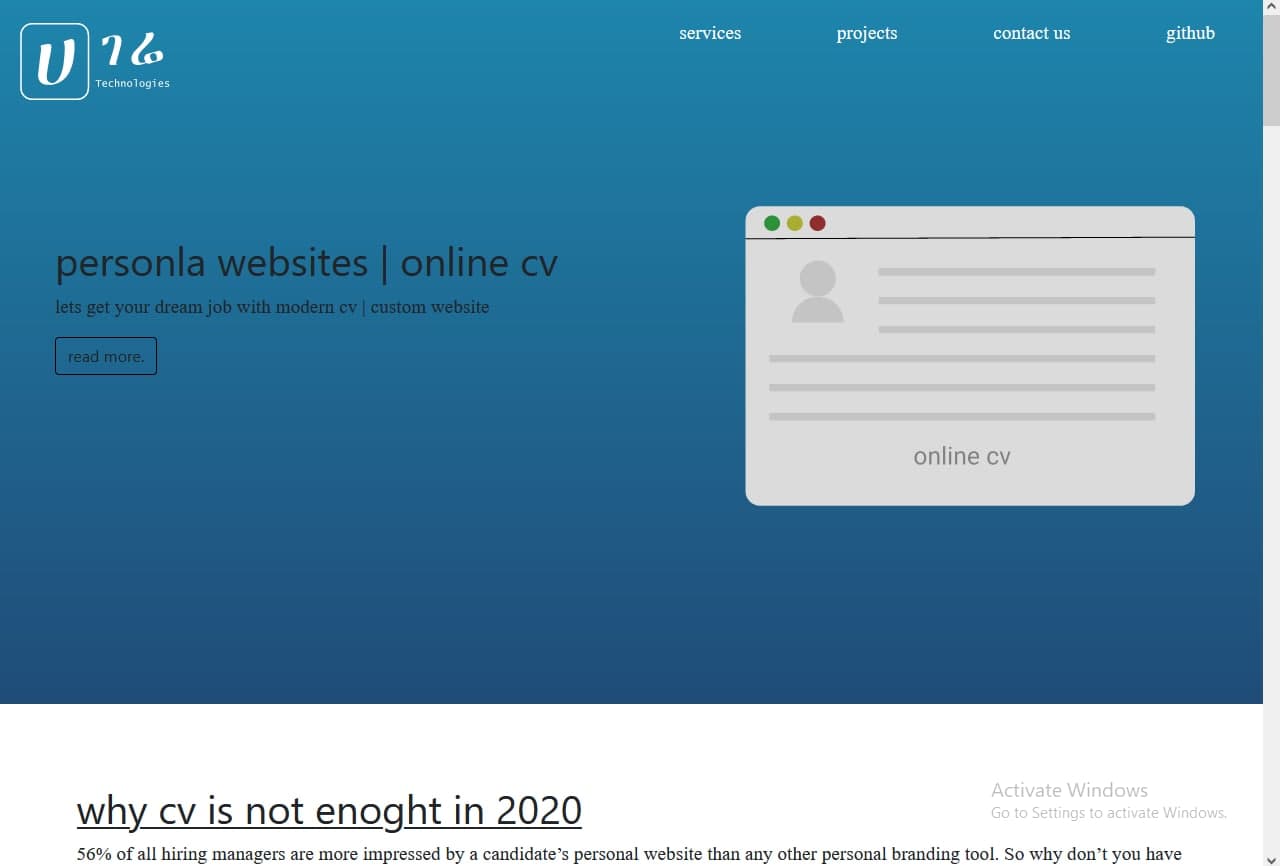 ሀገሬ
Technologies
services projects contact us github
personla websites | online cv
lets get your dream job with modern cv | custom website
read more.
online cv
why cv is not enoght in 2020
56% of all hiring managers are more impressed by a candidate’s personal website than any other personal branding tool. So why don’t you have
Activate Windows
Go to Settings to activate Windows.